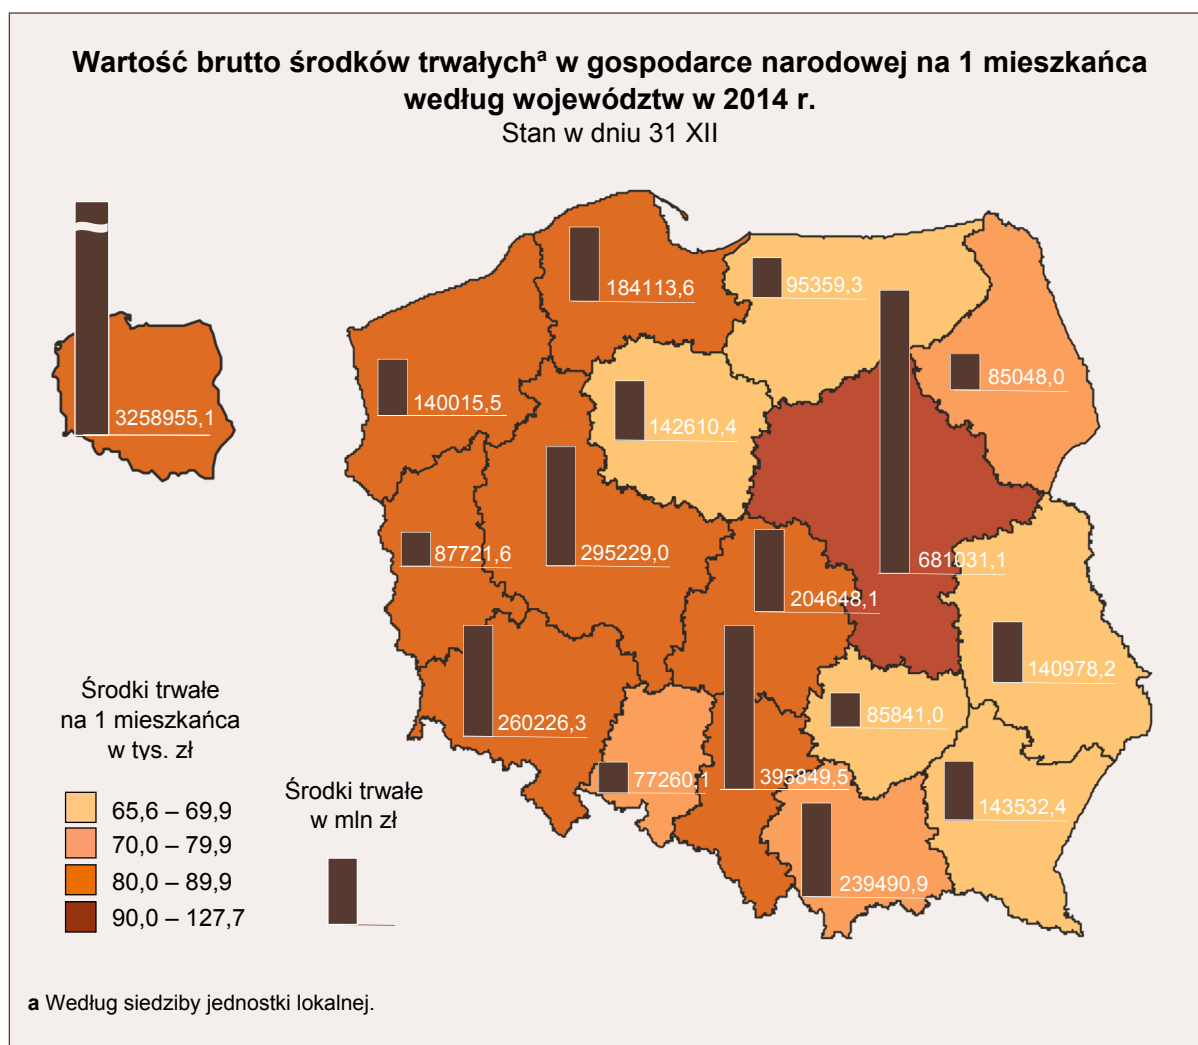 Wartość brutto środków trwałychᵃ w gospodarce narodowej na 1 mieszkańca
według województw w 2014 r.
Stan w dniu 31 XII
184113,6
95359,3
85048,0
3258955,1
140015,5
142610,4
87721,6
295229,0
681031,1
204648,1
140978,2
260226,3
85841,0
77260,1
395849,5
143532,4
239490,9
Środki trwałe
na 1 mieszkańca
w tys. zł
65,6 – 69,9
70,0 – 79,9
80,0 – 89,9
90,0 – 127,7
Środki trwałe
w mln zł
a Według siedziby jednostki lokalnej.